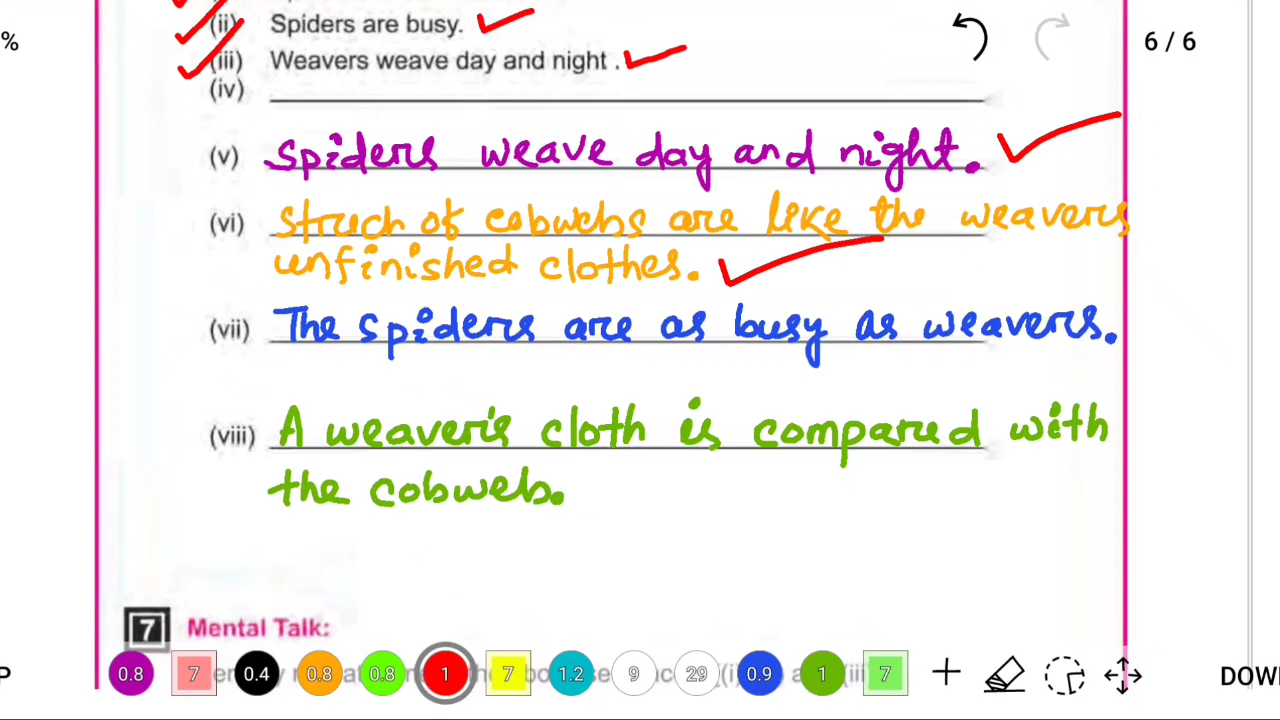 %
(ii) Spiders are busy.
6 / 6
(iii) Weavers weave day and night .
(iv)
(v) spiders weave day and night.
(vi) struch of cobwebs are like the weavers
unfinished clothes.
(vii) The spiders are as busy as weavers.
(viii) A weaver's cloth is compared with
the cobweb.
7 Mental Talk:
P 0.8 7 0.4 0.8 0.8 1 7 1.2 9 29 0.9 1 7 DOW